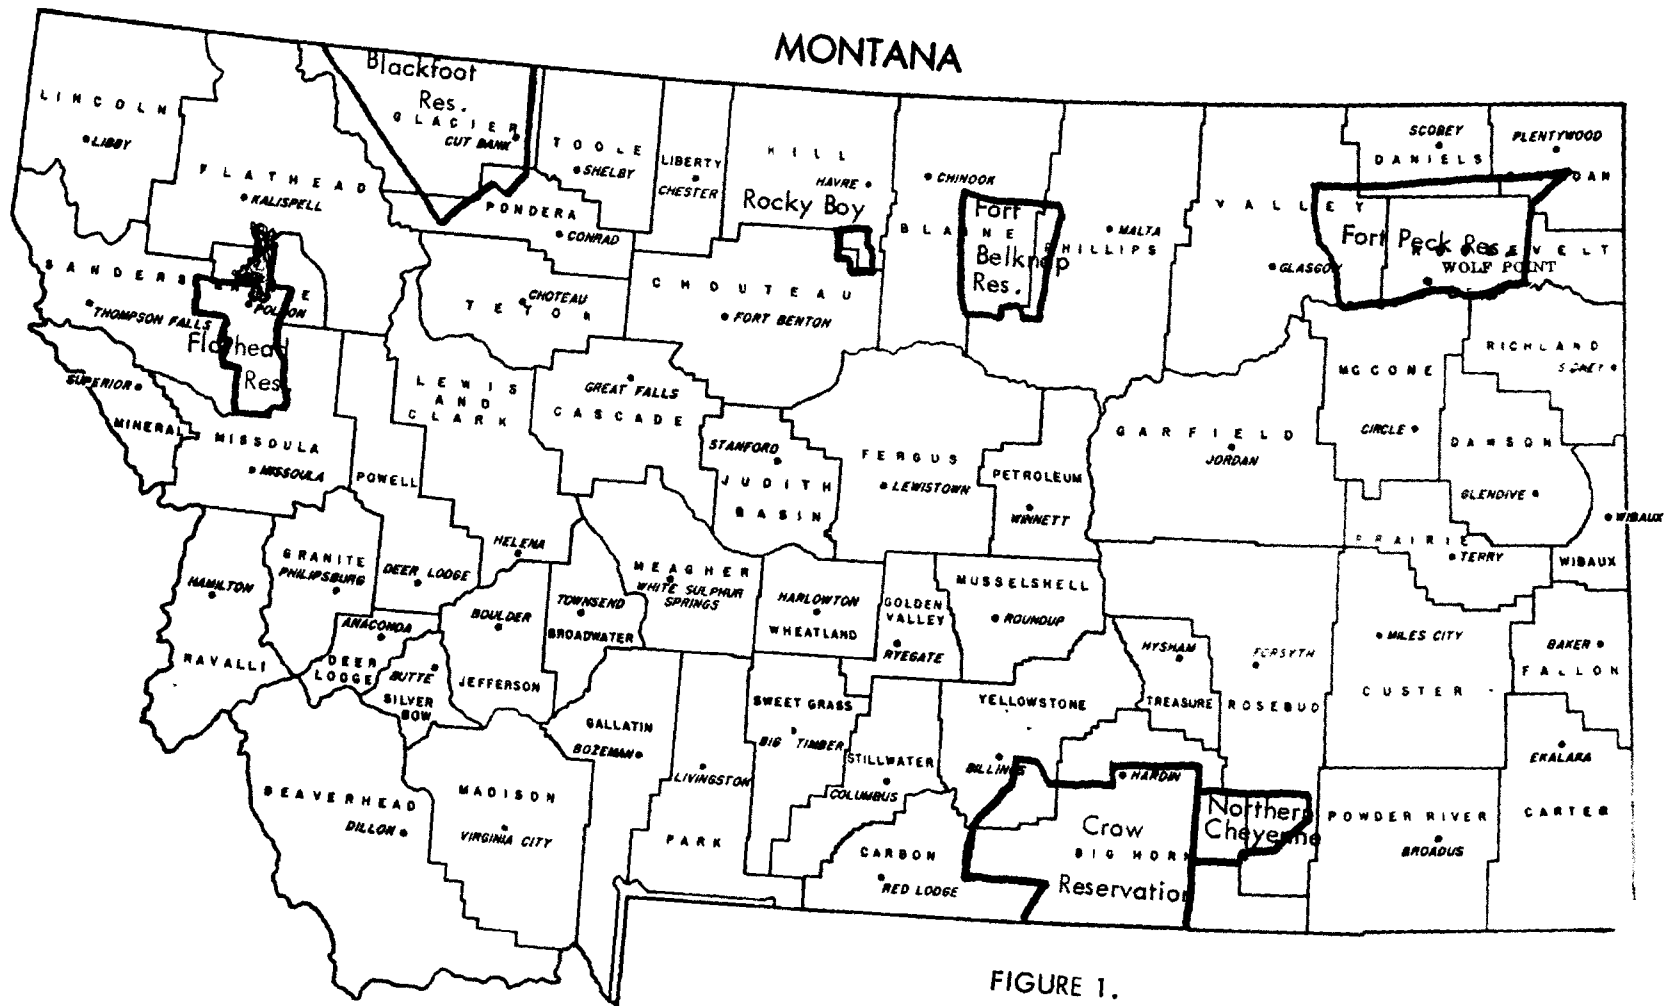 MONTANA
Blackfoot
Res.
GLACIER
CUT BANK
LINCOLN
LIBBY
FLATHEAD
KALISPELL
TOOLE
SHELBY
LIBERTY
CHESTER
HILL
HAVRE
Rocky Boy
CHINOOK
BLAINE
Fort
Belknap
Res.
PHILLIPS
MALTA
VALLEY
GLASGOW
SCOBEY
DANIELS
PLENTYWOOD
Fort Peck Res.
WOLF POINT
PONDERA
CONRAD
SANDERS
THOMPSON FALLS
POLSON
Flathead
Res.
TETON
CHOTEAU
CHOUTEAU
FORT BENTON
RICHLAND
SIDNEY
MCCONE
CIRCLE
SUPERIOR
MINERAL
MISSOULA
MISSOULA
POWELL
LEWIS
AND
CLARK
GREAT FALLS
CASCADE
STANFORD
JUDITH
BASIN
FERGUS
LEWISTOWN
PETROLEUM
WINNETT
GARFIELD
JORDAN
DAWSON
GLENDIVE
WIBAUX
WIBAUX
PRAIRIE
TERRY
HELENA
GRANITE
PHILIPSBURG
DEER LODGE
HAMILTON
RAVALLI
ANACONDA
DEER
LODGE
BUTTE
SILVER
BOW
BOULDER
JEFFERSON
TOWNSEND
BROADWATER
MEAGHER
WHITE SULPHUR
SPRINGS
HARLOWTON
WHEATLAND
GOLDEN
VALLEY
RYEGATE
MUSSELSHELL
ROUNDUP
HYSHAM
TREASURE
FORSYTH
ROSEBUD
MILES CITY
CUSTER
BAKER
FALLON
EKALAKA
CARTER
GALLATIN
BOZEMAN
SWEET GRASS
BIG TIMBER
STILLWATER
COLUMBUS
YELLOWSTONE
BILLINGS
HARDIN
LIVINGSTON
PARK
BEAVERHEAD
DILLON
MADISON
VIRGINIA CITY
CARBON
RED LODGE
Crow
BIG HORN
Reservation
Northern
Cheyenne
POWDER RIVER
BROADUS
FIGURE 1.